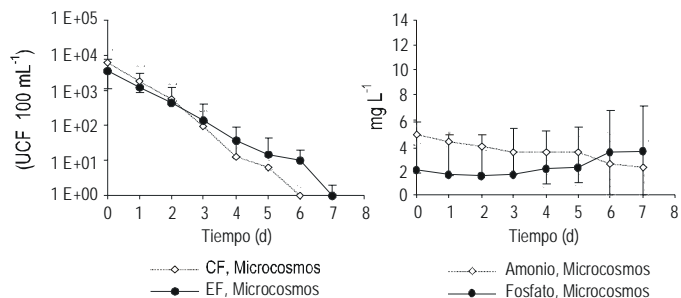 1 E+05
1 E+04
1 E+03
1 E+02
1 E+01
1 E+00
(UCF 100 mL⁻¹)
0 1 2 3 4 5 6 7 8
Tiempo (d)
CF, Microcosmos
EF, Microcosmos
14
12
10
8
6
4
2
0
mg L⁻¹
0 1 2 3 4 5 6 7 8
Tiempo (d)
Amonio, Microcosmos
Fosfato, Microcosmos